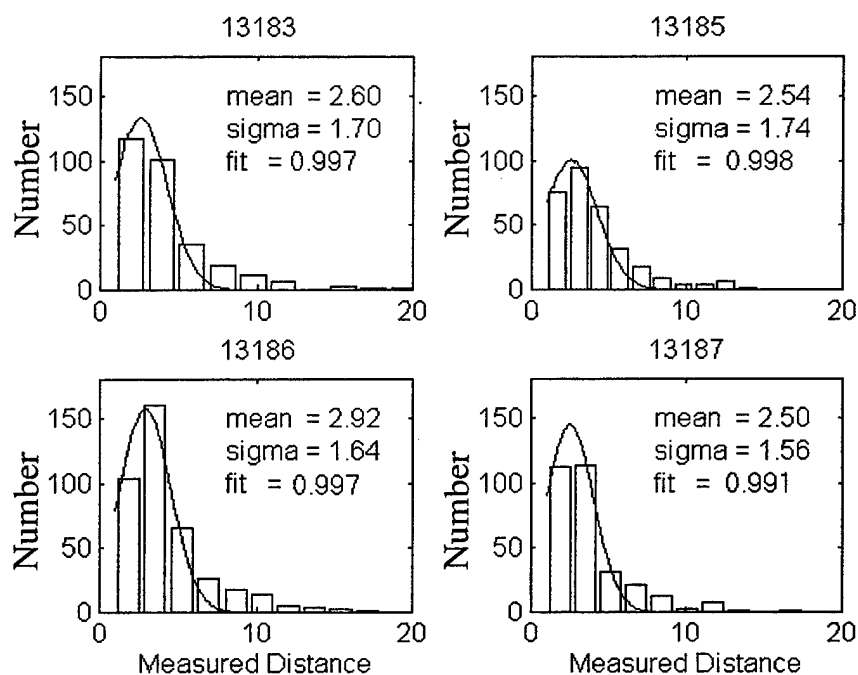 13183
150
100
50
0
0
10
20
Number
mean = 2.60
sigma = 1.70
fit = 0.997
13185
150
100
50
0
0
10
20
Number
mean = 2.54
sigma = 1.74
fit = 0.998
13186
150
100
50
0
0
10
20
Number
Measured Distance
mean = 2.92
sigma = 1.64
fit = 0.997
13187
150
100
50
0
0
10
20
Number
Measured Distance
mean = 2.50
sigma = 1.56
fit = 0.991